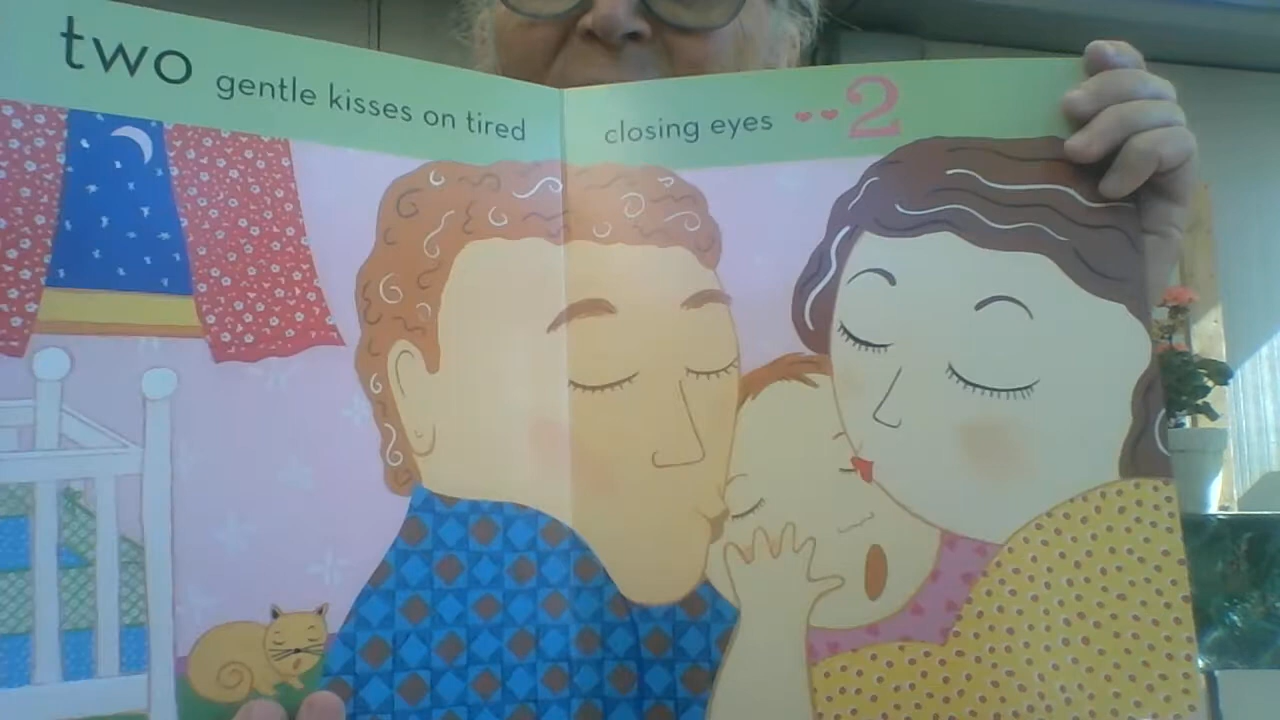 two gentle kisses on tired closing eyes 2